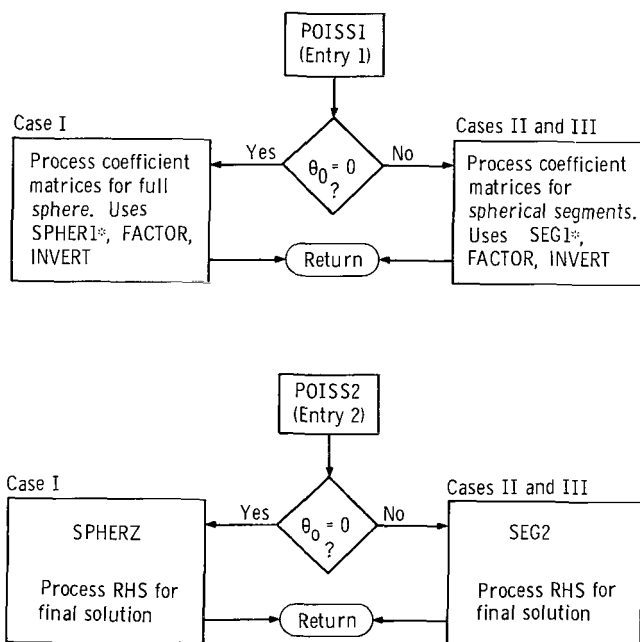 POISS1
(Entry 1)
Case I
Yes
θ0 = 0
?
No
Cases II and III
Process coefficient
matrices for full
sphere. Uses
SPHER1*, FACTOR,
INVERT
Return
Process coefficient
matrices for
spherical segments.
Uses SEG1*,
FACTOR, INVERT
POISS2
(Entry 2)
Case I
Yes
θ0 = 0
?
No
Cases II and III
SPHERZ
Process RHS for
final solution
Return
SEG2
Process RHS for
final solution